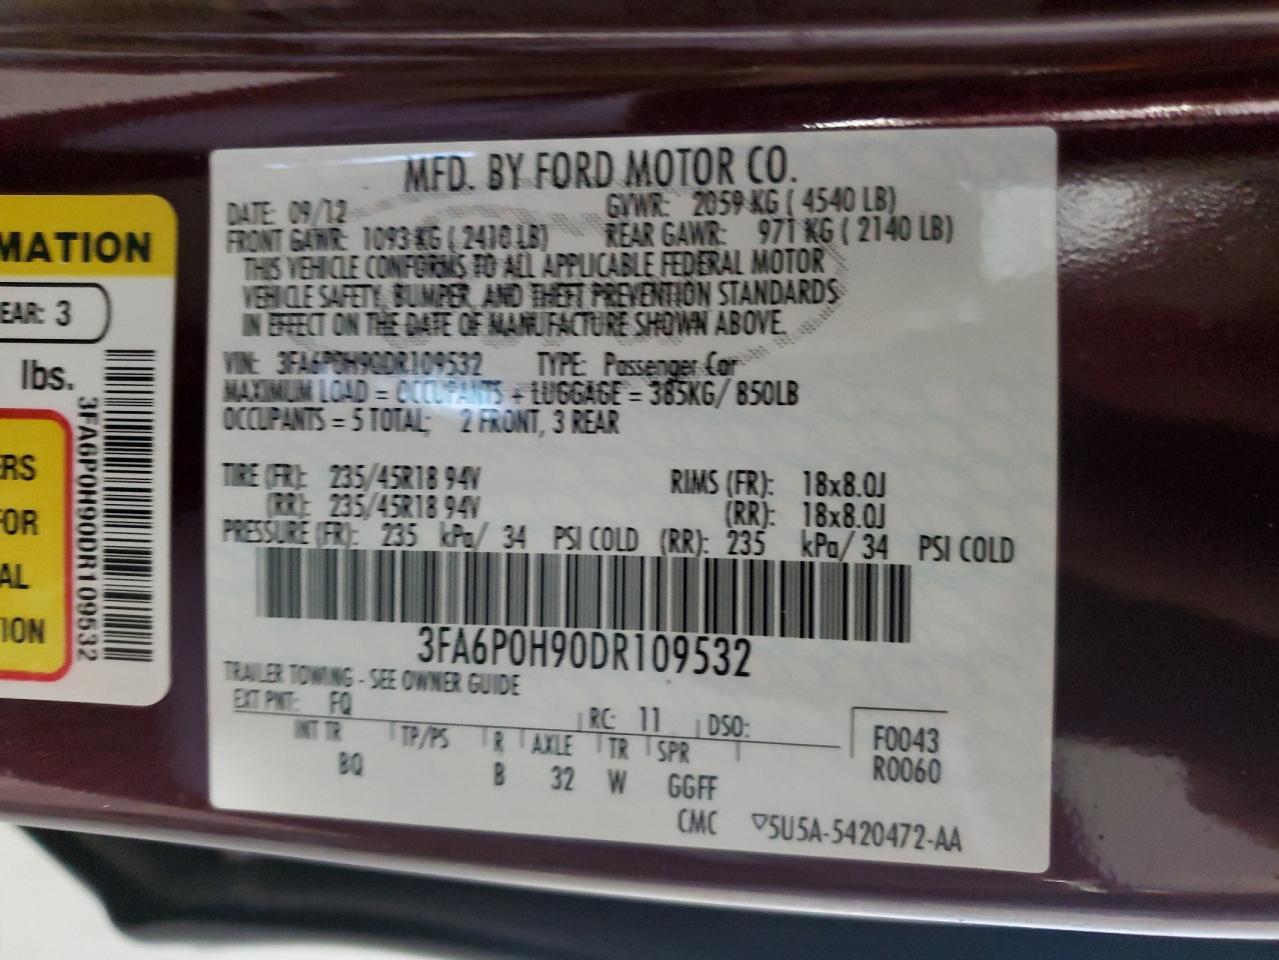 MFD. BY FORD MOTOR CO.
DATE: 09/12 GVWR: 2059 KG ( 4540 LB)
FRONT GAWR: 1093 KG ( 2410 LB) REAR GAWR: 971 KG ( 2140 LB)
THIS VEHICLE CONFORMS TO ALL APPLICABLE FEDERAL MOTOR
VEHICLE SAFETY, BUMPER, AND THEFT PREVENTION STANDARDS
IN EFFECT ON THE DATE OF MANUFACTURE SHOWN ABOVE.
VIN: 3FA6P0H90DR109532 TYPE: Passenger Car
MAXIMUM LOAD = OCCUPANTS + LUGGAGE = 385KG/ 850LB
OCCUPANTS = 5 TOTAL; 2 FRONT, 3 REAR
TIRE (FR): 235/45R18 94V RIMS (FR): 18x8.0J
(RR): 235/45R18 94V (RR): 18x8.0J
PRESSURE (FR): 235 kPa/ 34 PSI COLD (RR): 235 kPa/ 34 PSI COLD
3FA6P0H90DR109532
TRAILER TOWING - SEE OWNER GUIDE
EXT PNT: FQ RC: 11 DSO: F0043
INT TR TP/PS R AXLE TR SPR R0060
BQ B 32 W GGFF
CMC ▽5U5A-5420472-AA
MATION
EAR: 3
lbs.
3FA6P0H90DR109532
ERS
FOR
AL
ION